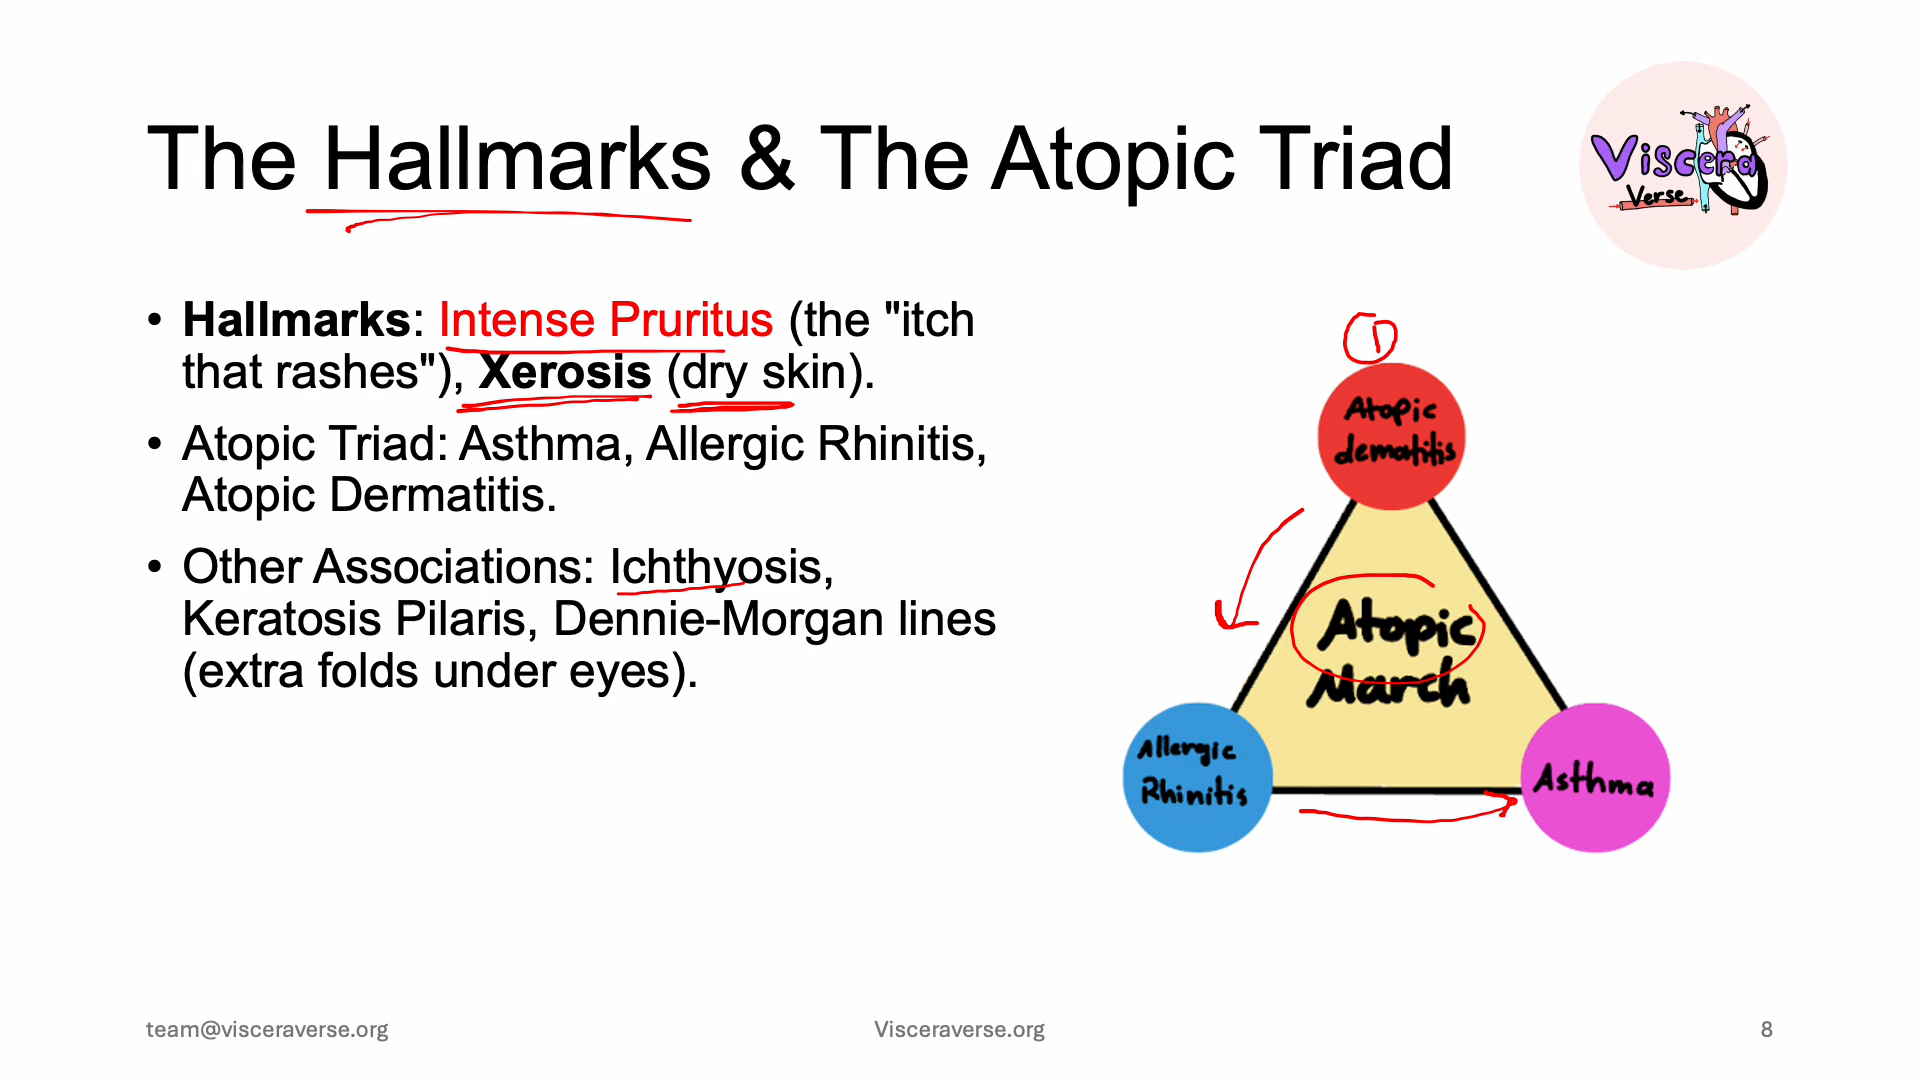 The Hallmarks & The Atopic Triad
Viscera
Verse
• Hallmarks: Intense Pruritus (the "itch
that rashes"), Xerosis (dry skin).
• Atopic Triad: Asthma, Allergic Rhinitis,
Atopic Dermatitis.
• Other Associations: Ichthyosis,
Keratosis Pilaris, Dennie-Morgan lines
(extra folds under eyes).
1
Atopic
dematitis
Atopic
March
Allergic
Rhinitis
Asthma
team@visceraverse.org
Visceraverse.org
8